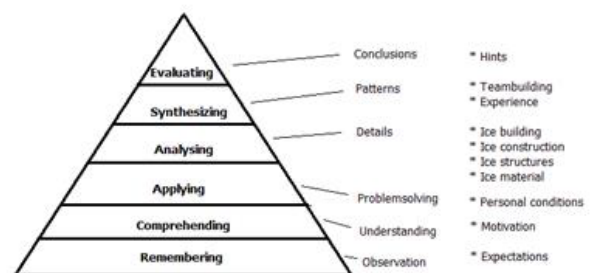 Conclusions
* Hints
Evaluating
Patterns
* Teambuilding
* Experience
Synthesizing
Details
* Ice building
* Ice construction
* Ice structures
* Ice material
Analysing
Applying
Problemsolving
* Personal conditions
Comprehending
Understanding
* Motivation
Remembering
Observation
* Expectations